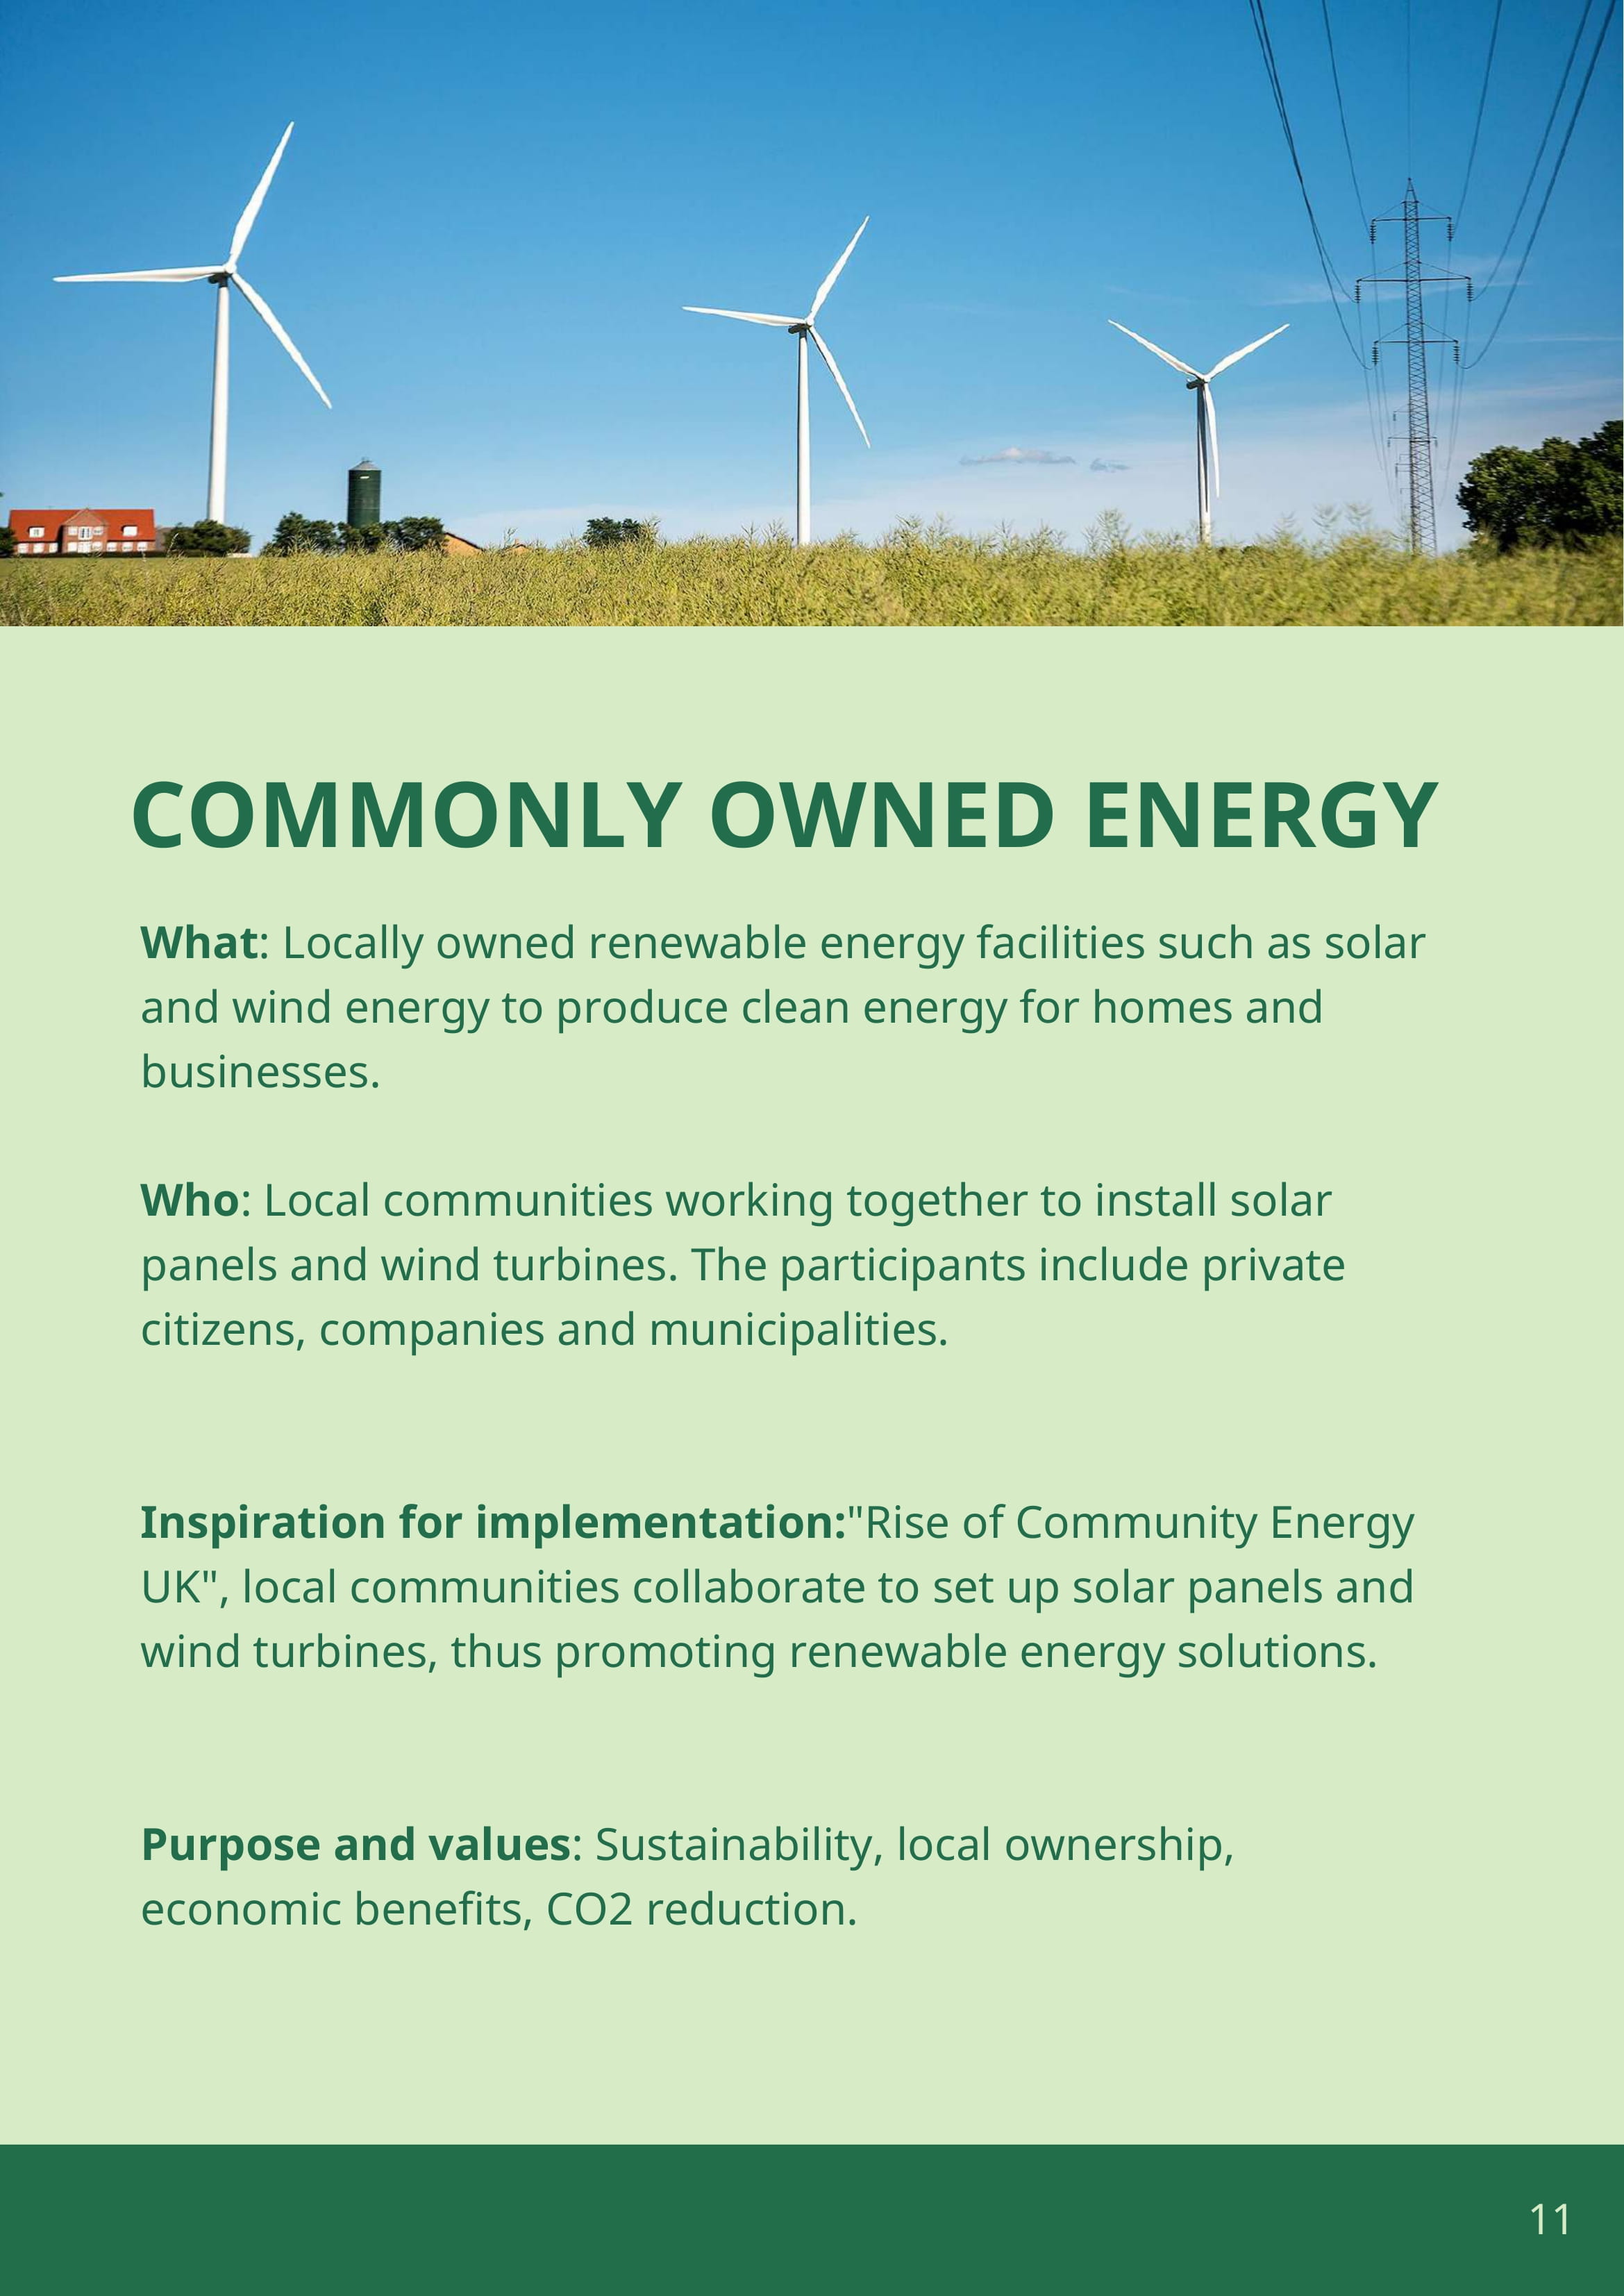 COMMONLY OWNED ENERGY
What: Locally owned renewable energy facilities such as solar
and wind energy to produce clean energy for homes and
businesses.
Who: Local communities working together to install solar
panels and wind turbines. The participants include private
citizens, companies and municipalities.
Inspiration for implementation:"Rise of Community Energy
UK", local communities collaborate to set up solar panels and
wind turbines, thus promoting renewable energy solutions.
Purpose and values: Sustainability, local ownership,
economic benefits, CO2 reduction.
11